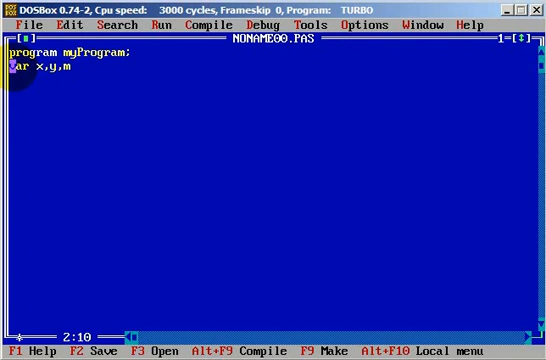 DOSBox 0.74-2, Cpu speed: 3000 cycles, Frameskip 0, Program: TURBO
File Edit Search Run Compile Debug Tools Options Window Help
NONAME00.PAS 1=[↕]
program myProgram;
var x,y,m
2:10
F1 Help F2 Save F3 Open Alt+F9 Compile F9 Make Alt+F10 Local menu